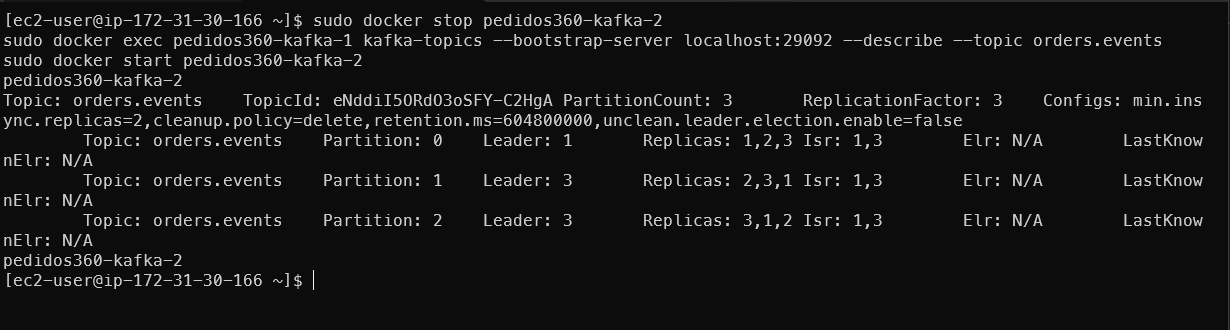 [ec2-user@ip-172-31-30-166 ~]$ sudo docker stop pedidos360-kafka-2
sudo docker exec pedidos360-kafka-1 kafka-topics --bootstrap-server localhost:29092 --describe --topic orders.events
sudo docker start pedidos360-kafka-2
pedidos360-kafka-2
Topic: orders.events    TopicId: eNddiI5ORdO3oSFY-C2HgA PartitionCount: 3       ReplicationFactor: 3    Configs: min.ins
ync.replicas=2,cleanup.policy=delete,retention.ms=604800000,unclean.leader.election.enable=false
        Topic: orders.events    Partition: 0    Leader: 1       Replicas: 1,2,3 Isr: 1,3        Elr: N/A        LastKnow
nElr: N/A
        Topic: orders.events    Partition: 1    Leader: 3       Replicas: 2,3,1 Isr: 1,3        Elr: N/A        LastKnow
nElr: N/A
        Topic: orders.events    Partition: 2    Leader: 3       Replicas: 3,1,2 Isr: 1,3        Elr: N/A        LastKnow
nElr: N/A
pedidos360-kafka-2
[ec2-user@ip-172-31-30-166 ~]$